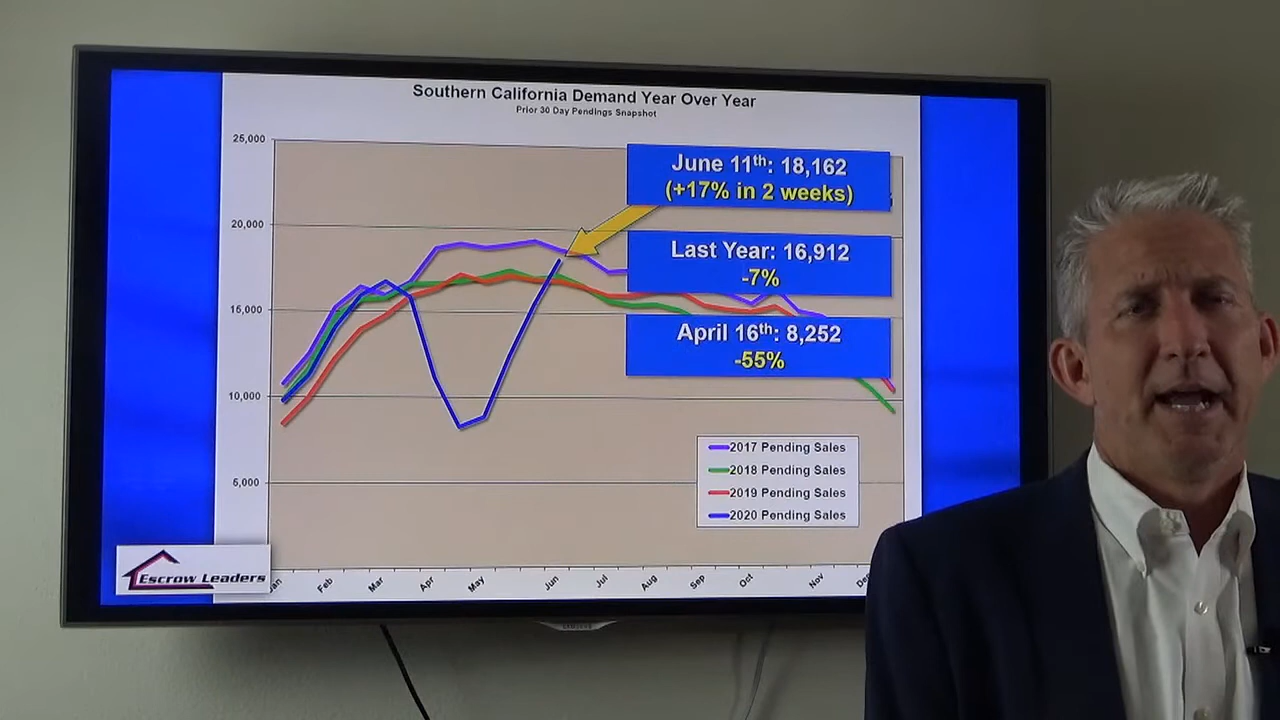 Southern California Demand Year Over Year
Prior 30 Day Pendings Snapshot
25,000
20,000
15,000
10,000
5,000
June 11th: 18,162
(+17% in 2 weeks)
Last Year: 16,912
-7%
April 16th: 8,252
-55%
2017 Pending Sales
2018 Pending Sales
2019 Pending Sales
2020 Pending Sales
Feb
Mar
Apr
May
Jun
Jul
Aug
Sep
Oct
Nov
Escrow Leaders
SAMSUNG